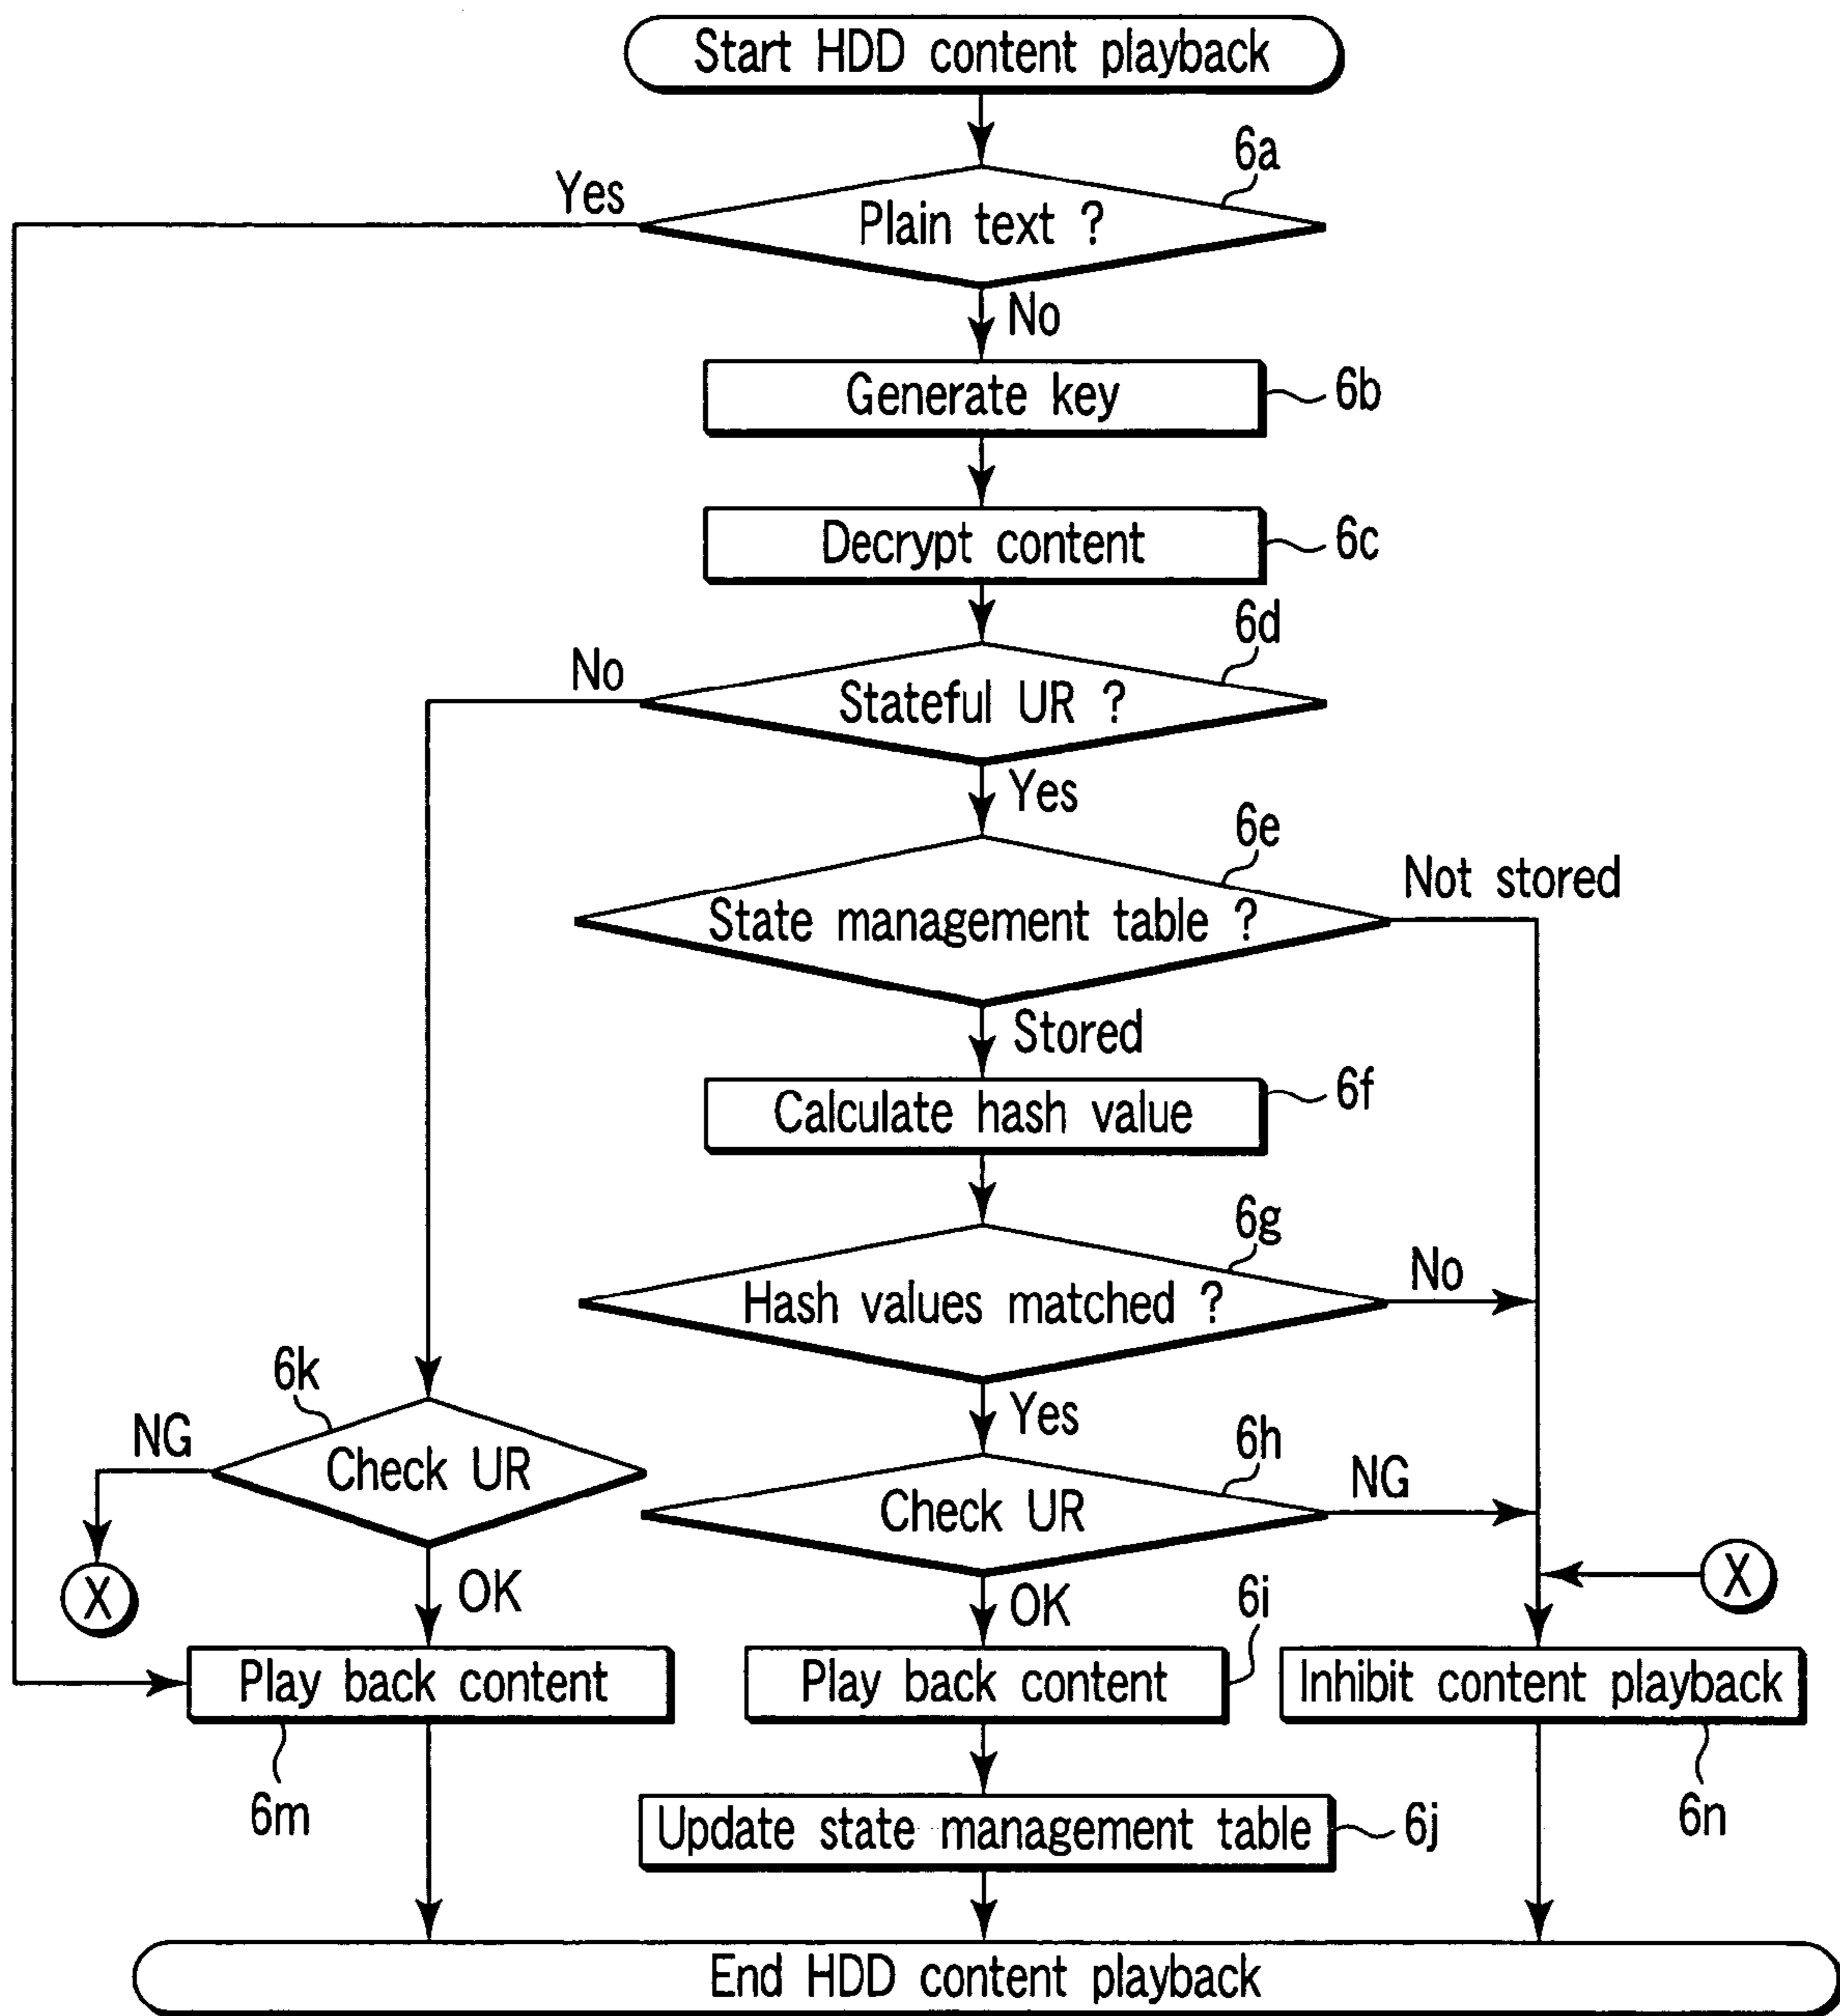 Start HDD content playback
6a
Yes
Plain text ?
No
Generate key
6b
Decrypt content
6c
6d
No
Stateful UR ?
Yes
6e
Not stored
State management table ?
Stored
Calculate hash value
6f
6g
No
Hash values matched ?
6k
Yes
NG
6h
Check UR
NG
Check UR
X
OK
OK
6i
X
Play back content
Play back content
Inhibit content playback
6m
6n
Update state management table
6j
End HDD content playback